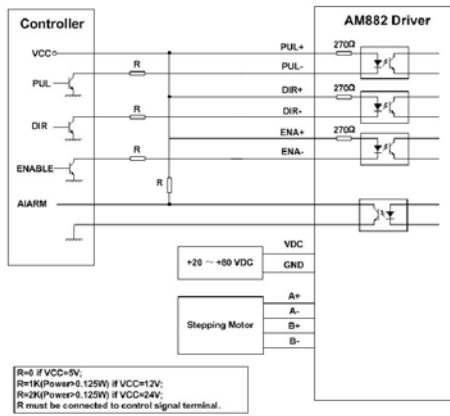 Controller
AM882 Driver
VCC
PUL+
270Ω
PUL
R
PUL-
DIR+
270Ω
DIR
R
DIR-
ENA+
270Ω
R
ENA-
ENABLE
R
AlARM
VDC
+20 ~ +80 VDC
GND
A+
A-
Stepping Motor
B+
B-
R=0 if VCC=5V;
R=1K(Power>0.125W) if VCC=12V;
R=2K(Power>0.125W) if VCC=24V;
R must be connected to control signal terminal.